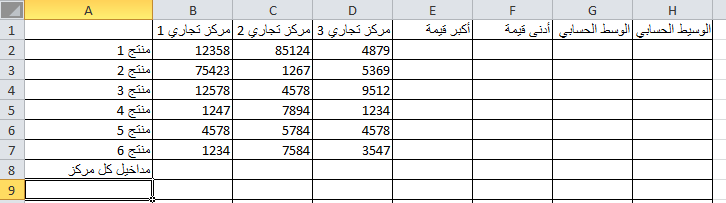 A B C D E F G H
1 مركز تجاري 1 مركز تجاري 2 مركز تجاري 3 أكبر قيمة أدنى قيمة الوسط الحسابي الوسيط الحسابي
2 منتج 1 12358 85124 4879
3 منتج 2 75423 1267 5369
4 منتج 3 12578 4578 9512
5 منتج 4 1247 7894 1234
6 منتج 5 4578 5784 4578
7 منتج 6 1234 7584 3547
8 مداخيل كل مركز
9